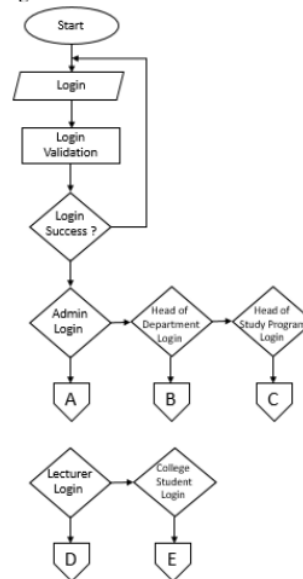 Start
Login
Login
Validation
Login
Success ?
Admin
Login
Head of
Department
Login
Head of
Study Program
Login
A
B
C
Lecturer
Login
College
Student
Login
D
E